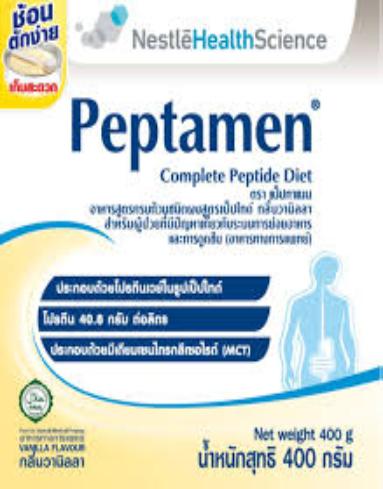 ช้อน
ตักง่าย
เก็บสะดวก
NestléHealthScience
Peptamen®
Complete Peptide Diet
ตรา เป็ปทาเมน
อาหารสูตรครบถ้วนชนิดผงสูตรเป็ปไทด์ กลิ่นวานิลลา
สำหรับผู้ป่วยที่มีปัญหาเกี่ยวกับระบบการย่อยอาหาร
และการดูดซึม (อาหารทางการแพทย์)
ประกอบด้วยโปรตีนเวย์ในรูปเป็ปไทด์
โปรตีน 40.8 กรัม ต่อลิตร
ประกอบด้วยมีเดียมเชนไตรกลีเซอไรด์ (MCT)
VANILLA FLAVOUR
กลิ่นวานิลลา
Net weight 400 g
น้ำหนักสุทธิ 400 กรัม